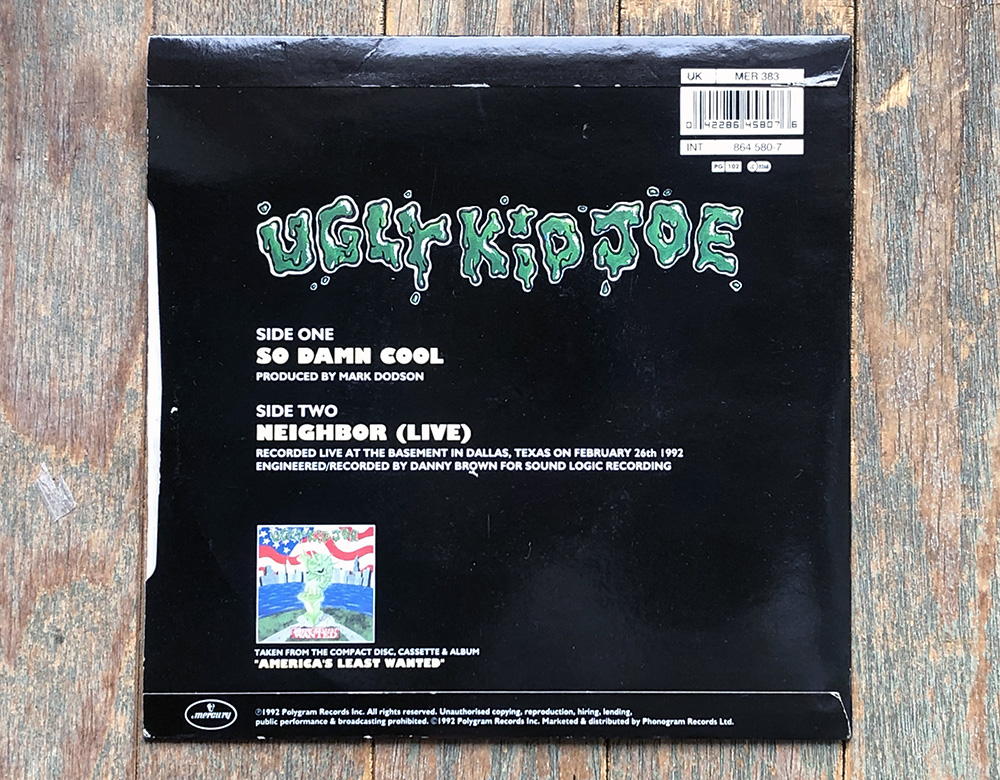 UK MER 383
0 42286 45807 6
INT 864 580-7
PG 102
UGLY KiD JOE
SIDE ONE
SO DAMN COOL
PRODUCED BY MARK DODSON
SIDE TWO
NEIGHBOR (LIVE)
RECORDED LIVE AT THE BASEMENT IN DALLAS, TEXAS ON FEBRUARY 26th 1992
ENGINEERED/RECORDED BY DANNY BROWN FOR SOUND LOGIC RECORDING
UGLY KiD JOE
WANTED
TAKEN FROM THE COMPACT DISC, CASSETTE & ALBUM
"AMERICA'S LEAST WANTED"
mercury
℗1992 Polygram Records Inc. All rights reserved. Unauthorised copying, reproduction, hiring, lending,
public performance & broadcasting prohibited. ©1992 Polygram Records Inc. Marketed & distributed by Phonogram Records Ltd.